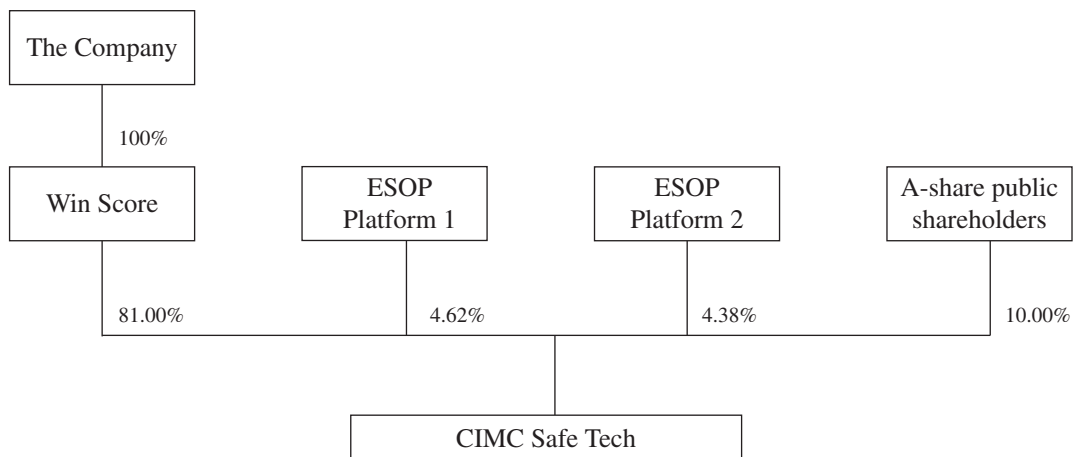 The Company
100%
Win Score
ESOP
Platform 1
ESOP
Platform 2
A-share public
shareholders
81.00%
4.62%
4.38%
10.00%
CIMC Safe Tech